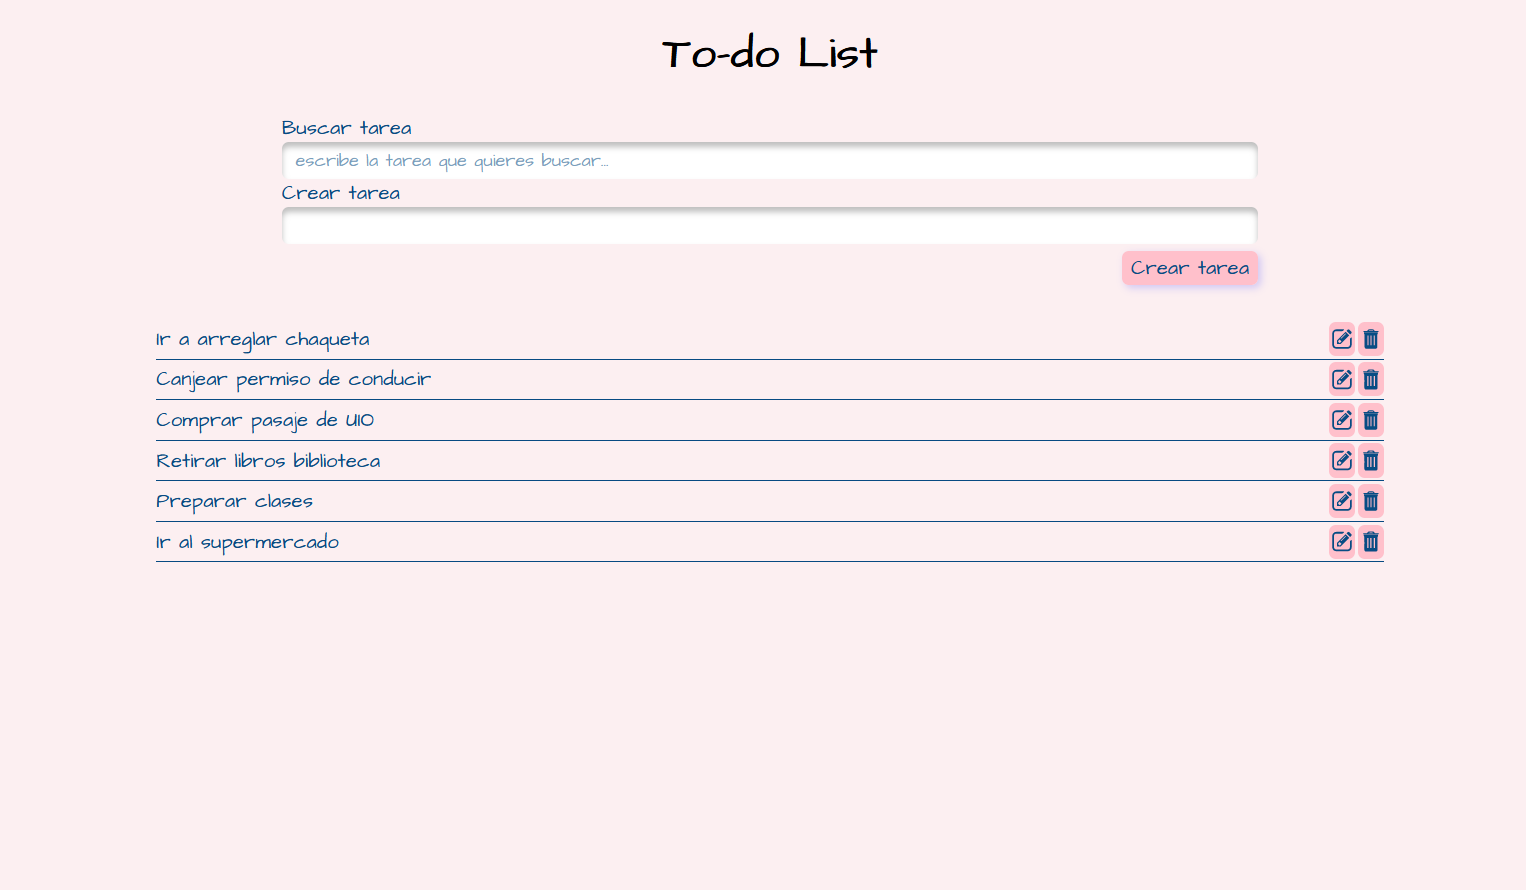 To-do List
Buscar tarea
escribe la tarea que quieres buscar...
Crear tarea
Crear tarea
Ir a arreglar chaqueta
Canjear permiso de conducir
Comprar pasaje de UIO
Retirar libros biblioteca
Preparar clases
Ir al supermercado